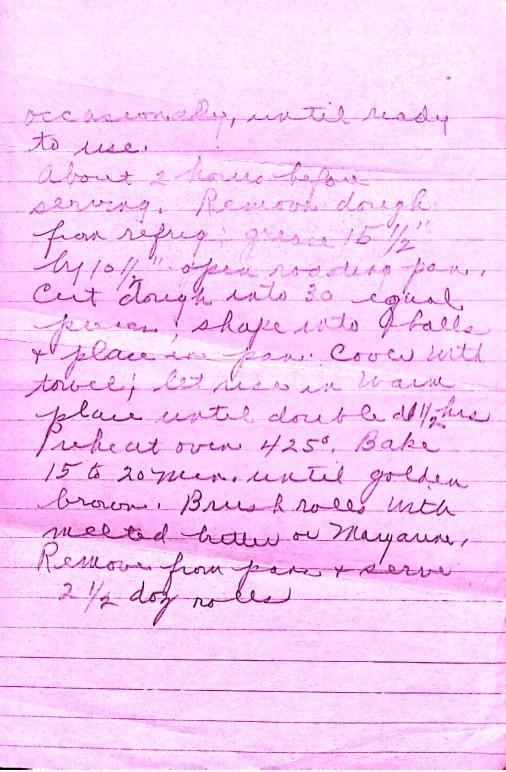 occasionally, until ready
to use.
About 2 hours before
serving. Remove dough
from refrig grease 15 1/2"
by 10 1/2" open roasting pan.
Cut dough into 30 equal
pieces; shape into balls
+ place in pan. Cover with
towel; let rise in warm
place until doubled 1 1/2 hrs
Preheat oven 425°. Bake
15 to 20 min. until golden
brown. Brush rolls with
melted butter or Margarine.
Remove from pans + serve
2 1/2 doz rolls